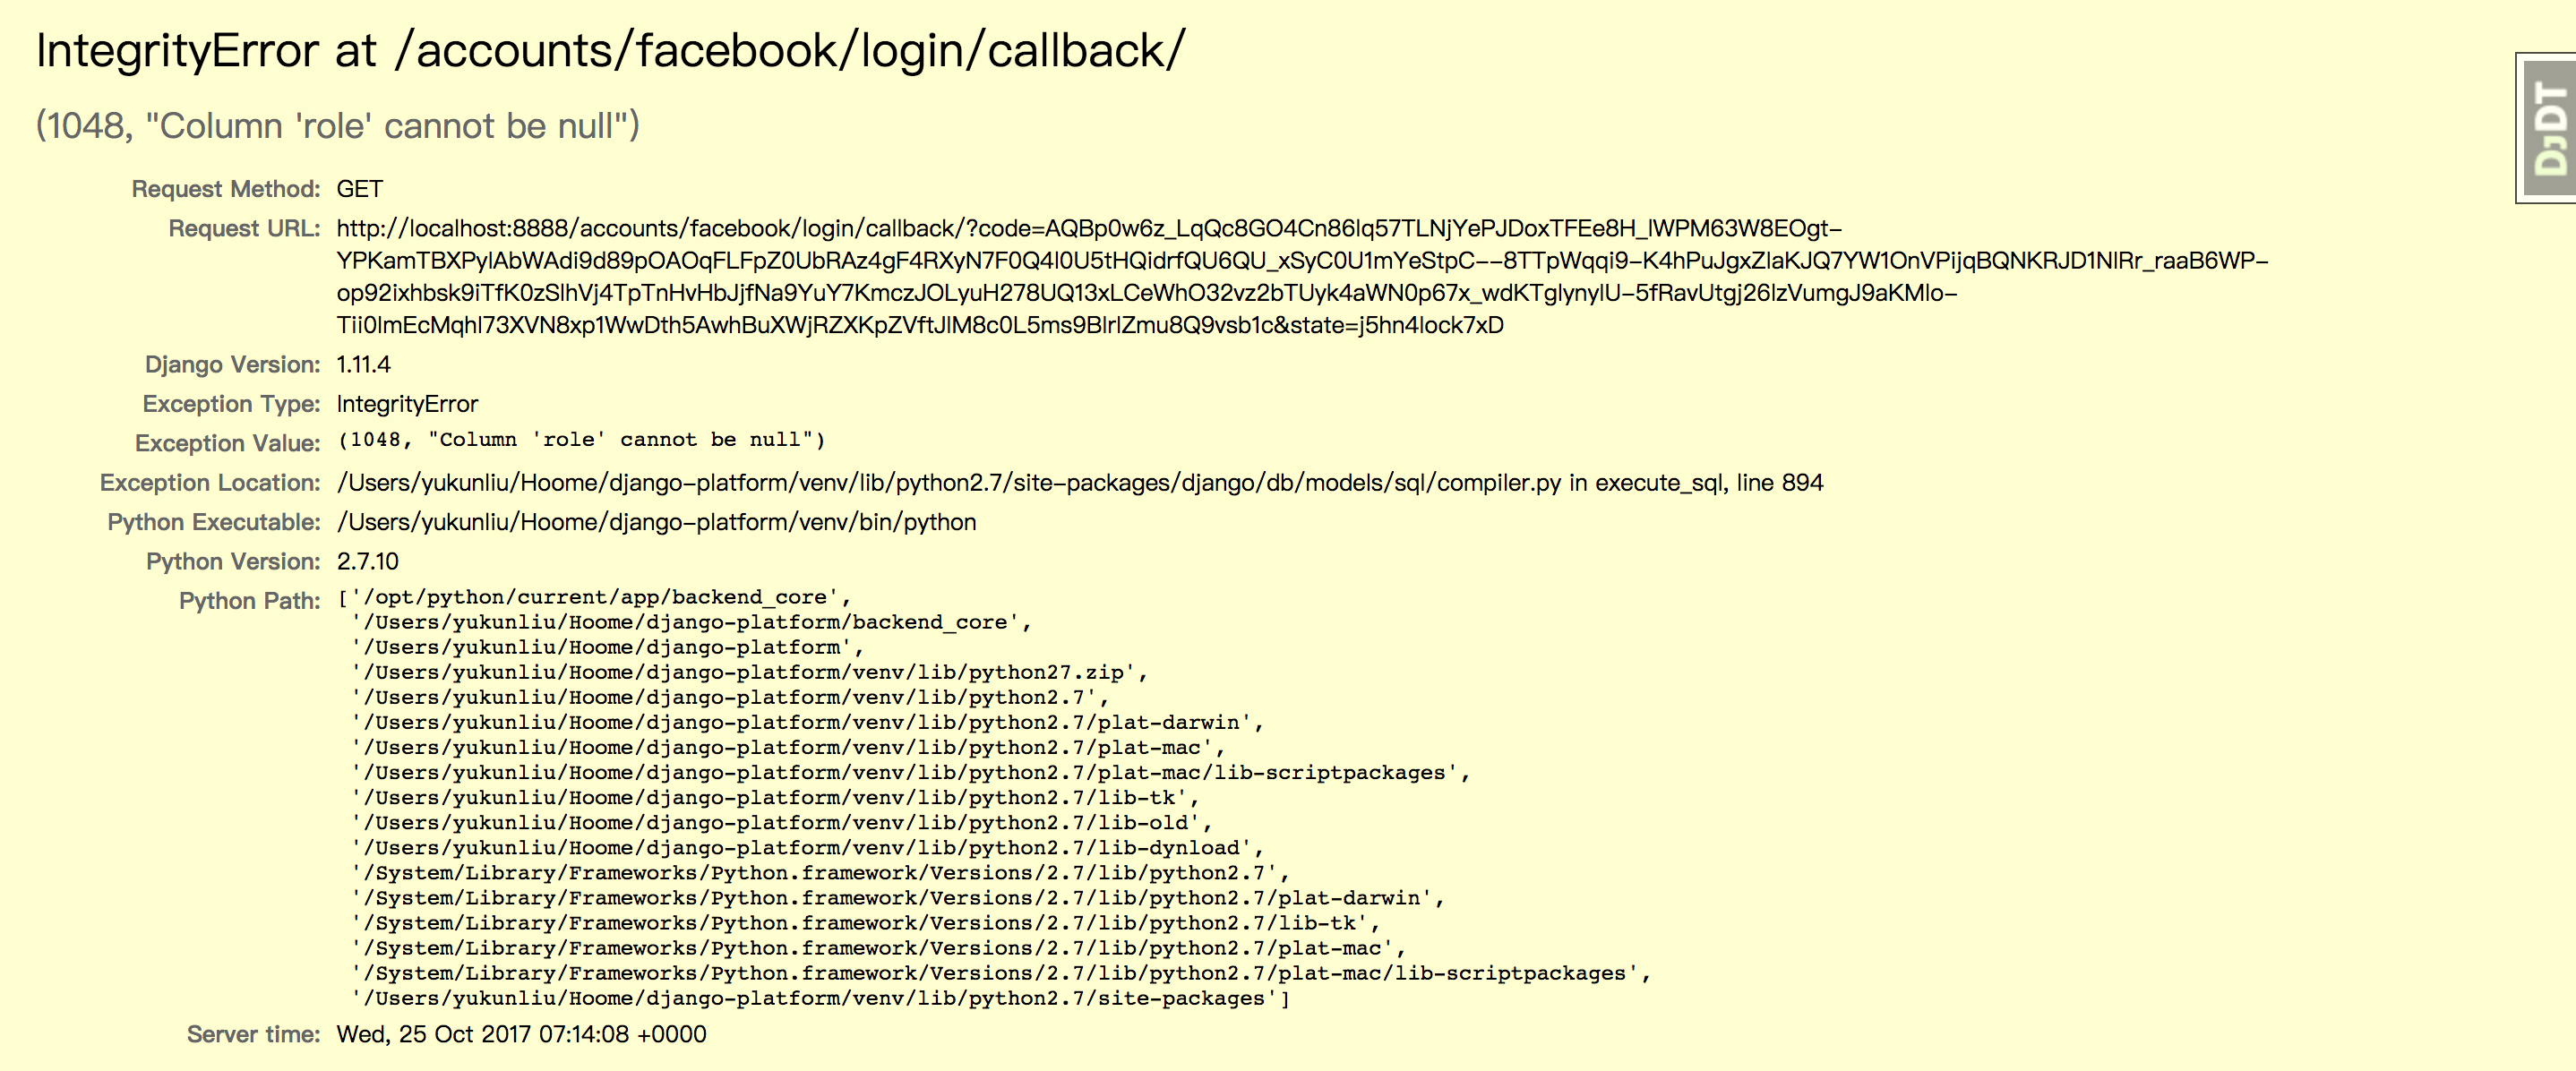 IntegrityError at /accounts/facebook/login/callback/
(1048, "Column 'role' cannot be null")
Request Method: GET
Request URL: http://localhost:8888/accounts/facebook/login/callback/?code=AQBp0w6z_LqQc8GO4Cn86lq57TLNjYePJDoxTFEe8H_lWPM63W8EOgt-
YPKamTBXPylAbWAdi9d89pOAOqFLFpZ0UbRAz4gF4RXyN7F0Q4l0U5tHQidrfQU6QU_xSyC0U1mYeStpC--8TTpWqqi9-K4hPuJgxZlaKJQ7YW1OnVPijqBQNKRJD1NlRr_raaB6WP-
op92ixhbsk9iTfK0zSlhVj4TpTnHvHbJjfNa9YuY7KmczJOLyuH278UQ13xLCeWhO32vz2bTUyk4aWN0p67x_wdKTglynylU-5fRavUtgj26lzVumgJ9aKMlo-
Tii0lmEcMqhl73XVN8xp1WwDth5AwhBuXWjRZXKpZVftJlM8c0L5ms9BlrlZmu8Q9vsb1c&state=j5hn4lock7xD
Django Version: 1.11.4
Exception Type: IntegrityError
Exception Value: (1048, "Column 'role' cannot be null")
Exception Location: /Users/yukunliu/Hoome/django-platform/venv/lib/python2.7/site-packages/django/db/models/sql/compiler.py in execute_sql, line 894
Python Executable: /Users/yukunliu/Hoome/django-platform/venv/bin/python
Python Version: 2.7.10
Python Path: ['/opt/python/current/app/backend_core',
'/Users/yukunliu/Hoome/django-platform/backend_core',
'/Users/yukunliu/Hoome/django-platform',
'/Users/yukunliu/Hoome/django-platform/venv/lib/python27.zip',
'/Users/yukunliu/Hoome/django-platform/venv/lib/python2.7',
'/Users/yukunliu/Hoome/django-platform/venv/lib/python2.7/plat-darwin',
'/Users/yukunliu/Hoome/django-platform/venv/lib/python2.7/plat-mac',
'/Users/yukunliu/Hoome/django-platform/venv/lib/python2.7/plat-mac/lib-scriptpackages',
'/Users/yukunliu/Hoome/django-platform/venv/lib/python2.7/lib-tk',
'/Users/yukunliu/Hoome/django-platform/venv/lib/python2.7/lib-old',
'/Users/yukunliu/Hoome/django-platform/venv/lib/python2.7/lib-dynload',
'/System/Library/Frameworks/Python.framework/Versions/2.7/lib/python2.7',
'/System/Library/Frameworks/Python.framework/Versions/2.7/lib/python2.7/plat-darwin',
'/System/Library/Frameworks/Python.framework/Versions/2.7/lib/python2.7/lib-tk',
'/System/Library/Frameworks/Python.framework/Versions/2.7/lib/python2.7/plat-mac',
'/System/Library/Frameworks/Python.framework/Versions/2.7/lib/python2.7/plat-mac/lib-scriptpackages',
'/Users/yukunliu/Hoome/django-platform/venv/lib/python2.7/site-packages']
Server time: Wed, 25 Oct 2017 07:14:08 +0000
DjDT